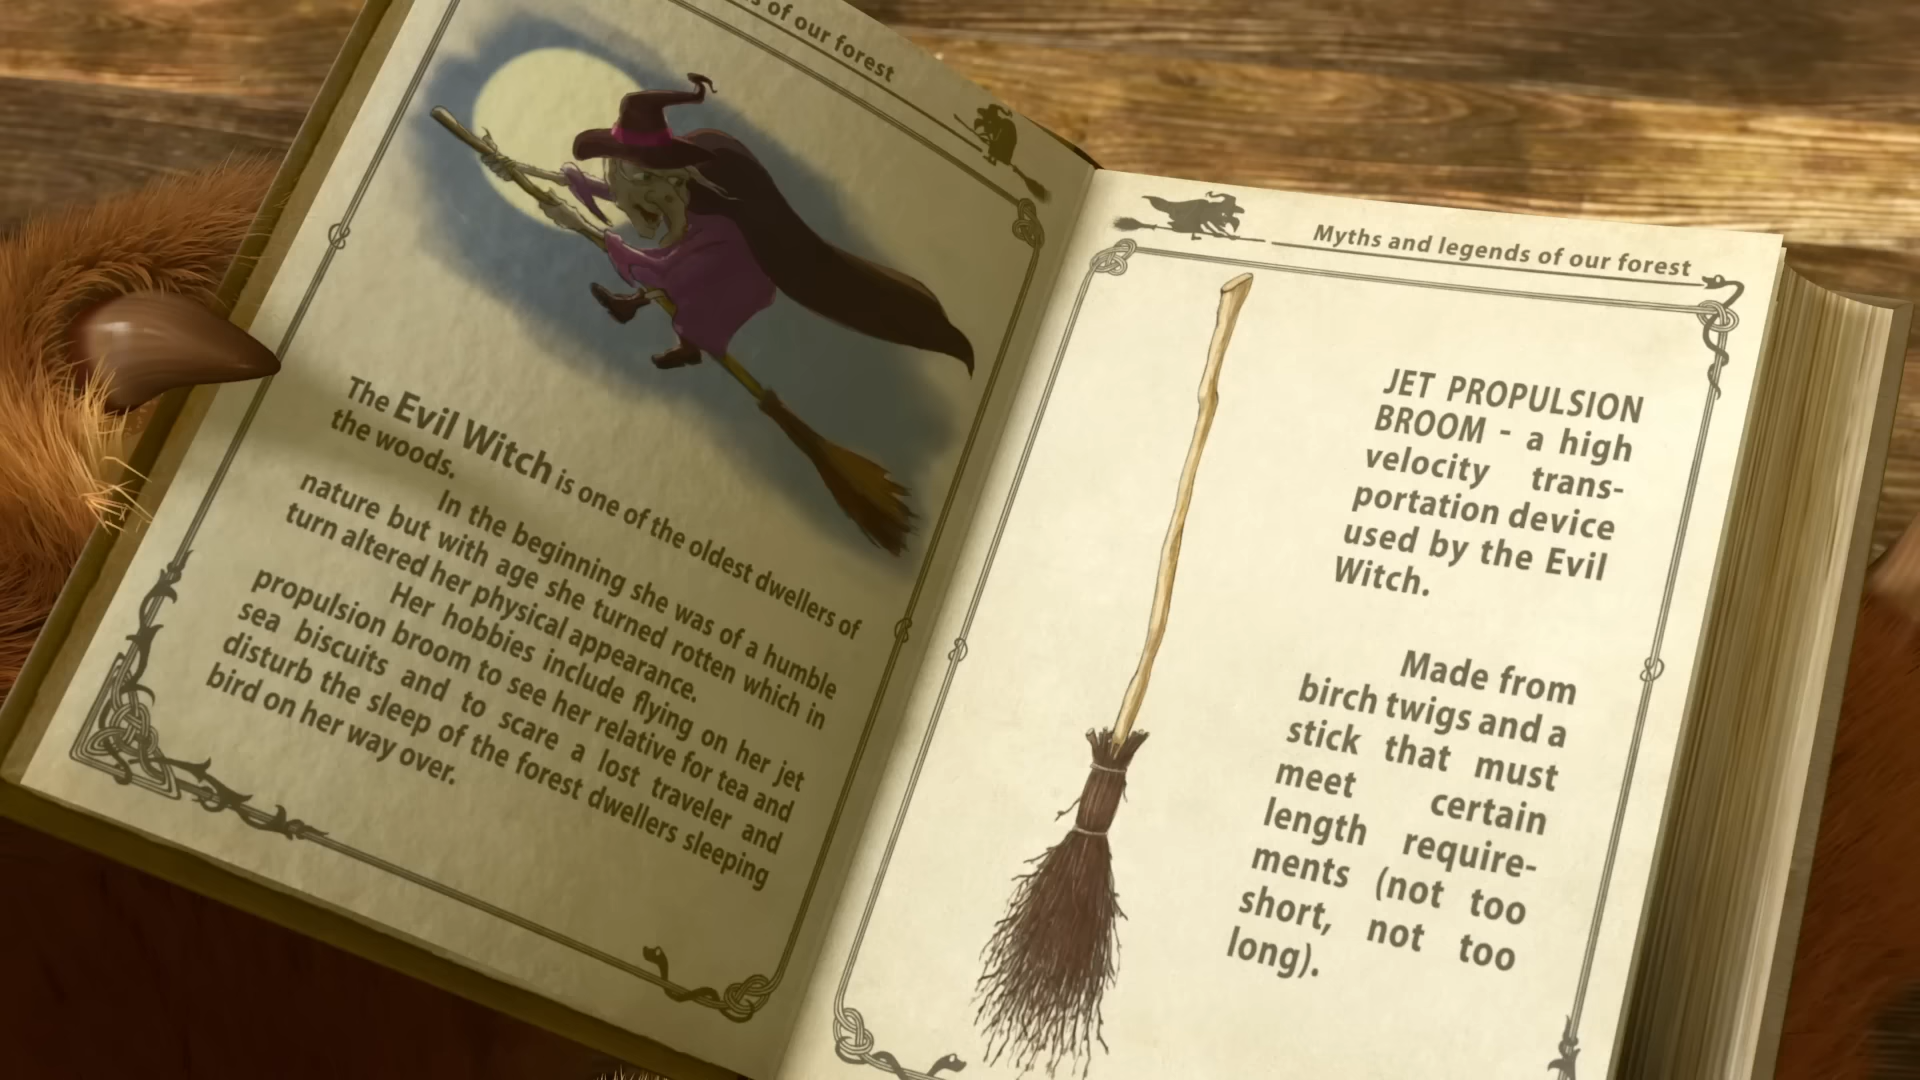 s of our forest
The Evil Witch is one of the oldest dwellers of
the woods.
In the beginning she was of a humble
nature but with age she turned rotten which in
turn altered her physical appearance.
Her hobbies include flying on her jet
propulsion broom to see her relative for tea and
sea biscuits and to scare a lost traveler and
disturb the sleep of the forest dwellers sleeping
bird on her way over.
Myths and legends of our forest
JET PROPULSION
BROOM - a high
velocity trans-
portation device
used by the Evil
Witch.
Made from
birch twigs and a
stick that must
meet certain
length require-
ments (not too
short, not too
long).